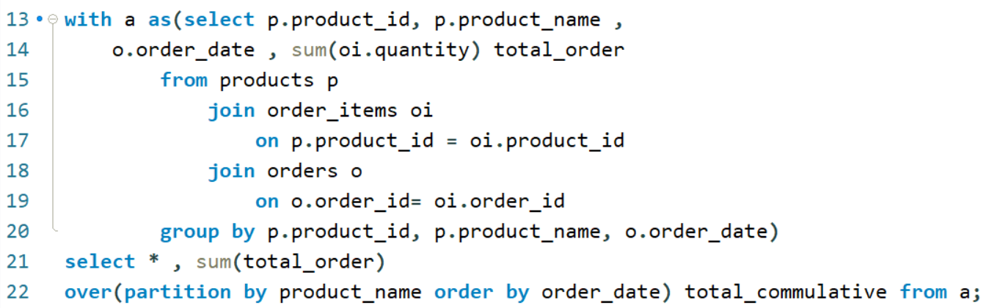 13 with a as(select p.product_id, p.product_name ,
14 o.order_date , sum(oi.quantity) total_order
15 from products p
16 join order_items oi
17 on p.product_id = oi.product_id
18 join orders o
19 on o.order_id= oi.order_id
20 group by p.product_id, p.product_name, o.order_date)
21 select * , sum(total_order)
22 over(partition by product_name order by order_date) total_commulative from a;